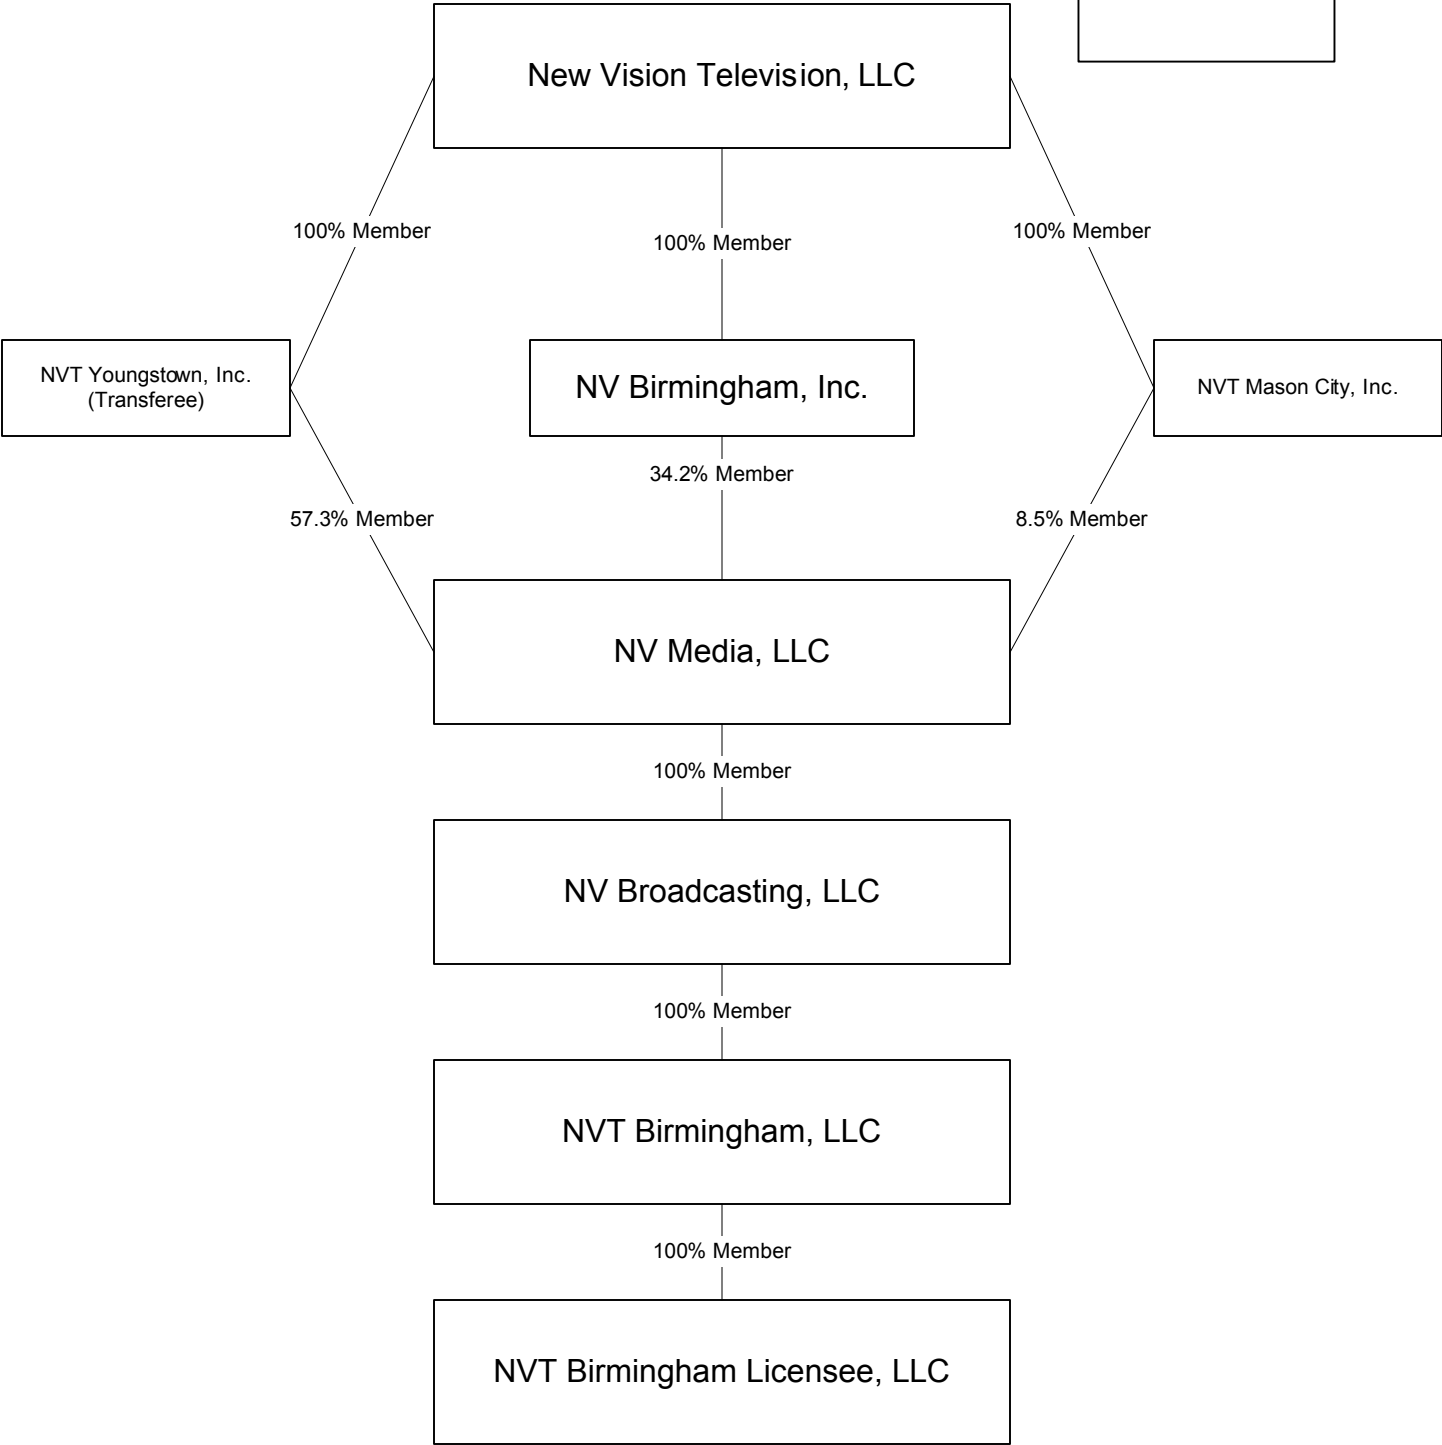 New Vision Television, LLC
100% Member
100% Member
100% Member
NVT Youngstown, Inc.
(Transferee)
NV Birmingham, Inc.
NVT Mason City, Inc.
34.2% Member
57.3% Member
8.5% Member
NV Media, LLC
100% Member
NV Broadcasting, LLC
100% Member
NVT Birmingham, LLC
100% Member
NVT Birmingham Licensee, LLC